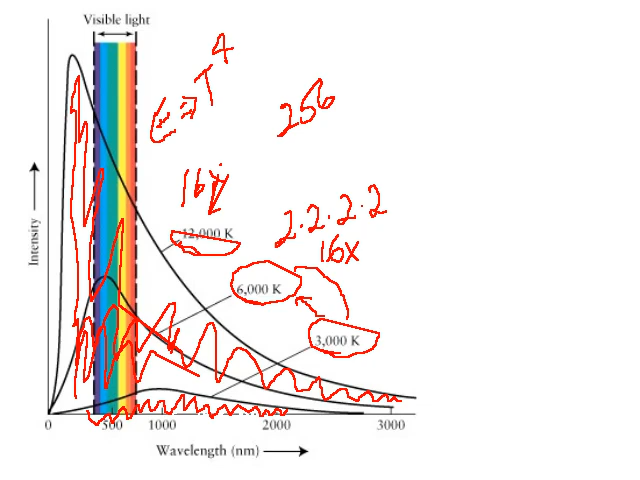 Visible light
T⁴
256
16x
2.2.2.2
12,000 K
16x
Intensity
6,000 K
3,000 K
0 500 1000 2000 3000
Wavelength (nm)